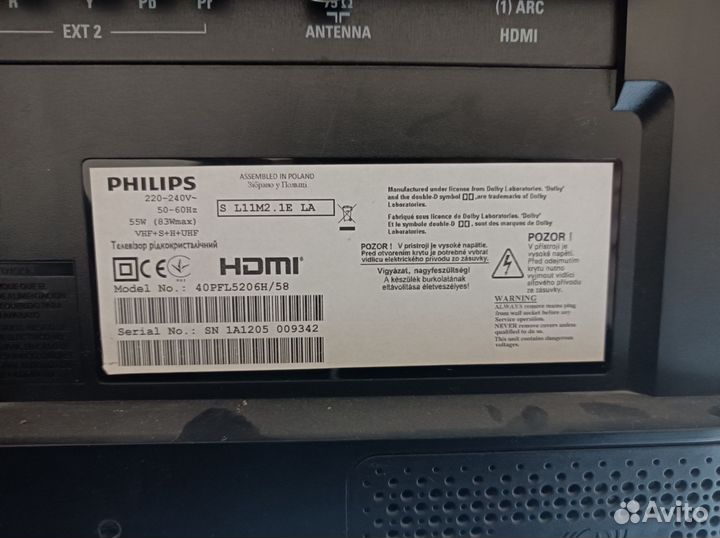 R Y Pb Pr
EXT 2
75 Ω
ANTENNA
(1) ARC
HDMI
PHILIPS
220-240V~
50-60Hz
55W (83Wmax)
VHF+S+H+UHF
Телевізор рідкокристалічний
ASSEMBLED IN POLAND
Зібрано у Польщі
S L11M2.1E LA
CE HDMI
Model No.: 40PFL5206H/58
Serial No.: SN 1A1205 009342
Manufactured under license from Dolby Laboratories. 'Dolby'
and the double-D symbol, are trademarks of Dolby
Laboratories.
Fabriqué sous licence de Dolby Laboratories. 'Dolby'
Et le symbole double-D, sont des marques de Dolby
Laboratories.
POZOR !
V prístroji je vysoké napätie.
Pred otvorením krytu je potrebné vybrať
vidlicu elektrického prívodu zo zásuvky.
Vigyázat, nagyfeszültség!
A készülék burkolatának
eltávolítása életveszélyes!
POZOR !
V přístroji je
vysoké napětí.
Před odejmutím
krytu nutno
vyjmout vidlici
síťového přívodu
ze zásuvky.
WARNING
ALWAYS remove mains plug
from wall socket before any
Service operation.
NEVER remove covers unless
qualified to do so.
This unit contains dangerous
voltages.
Avito